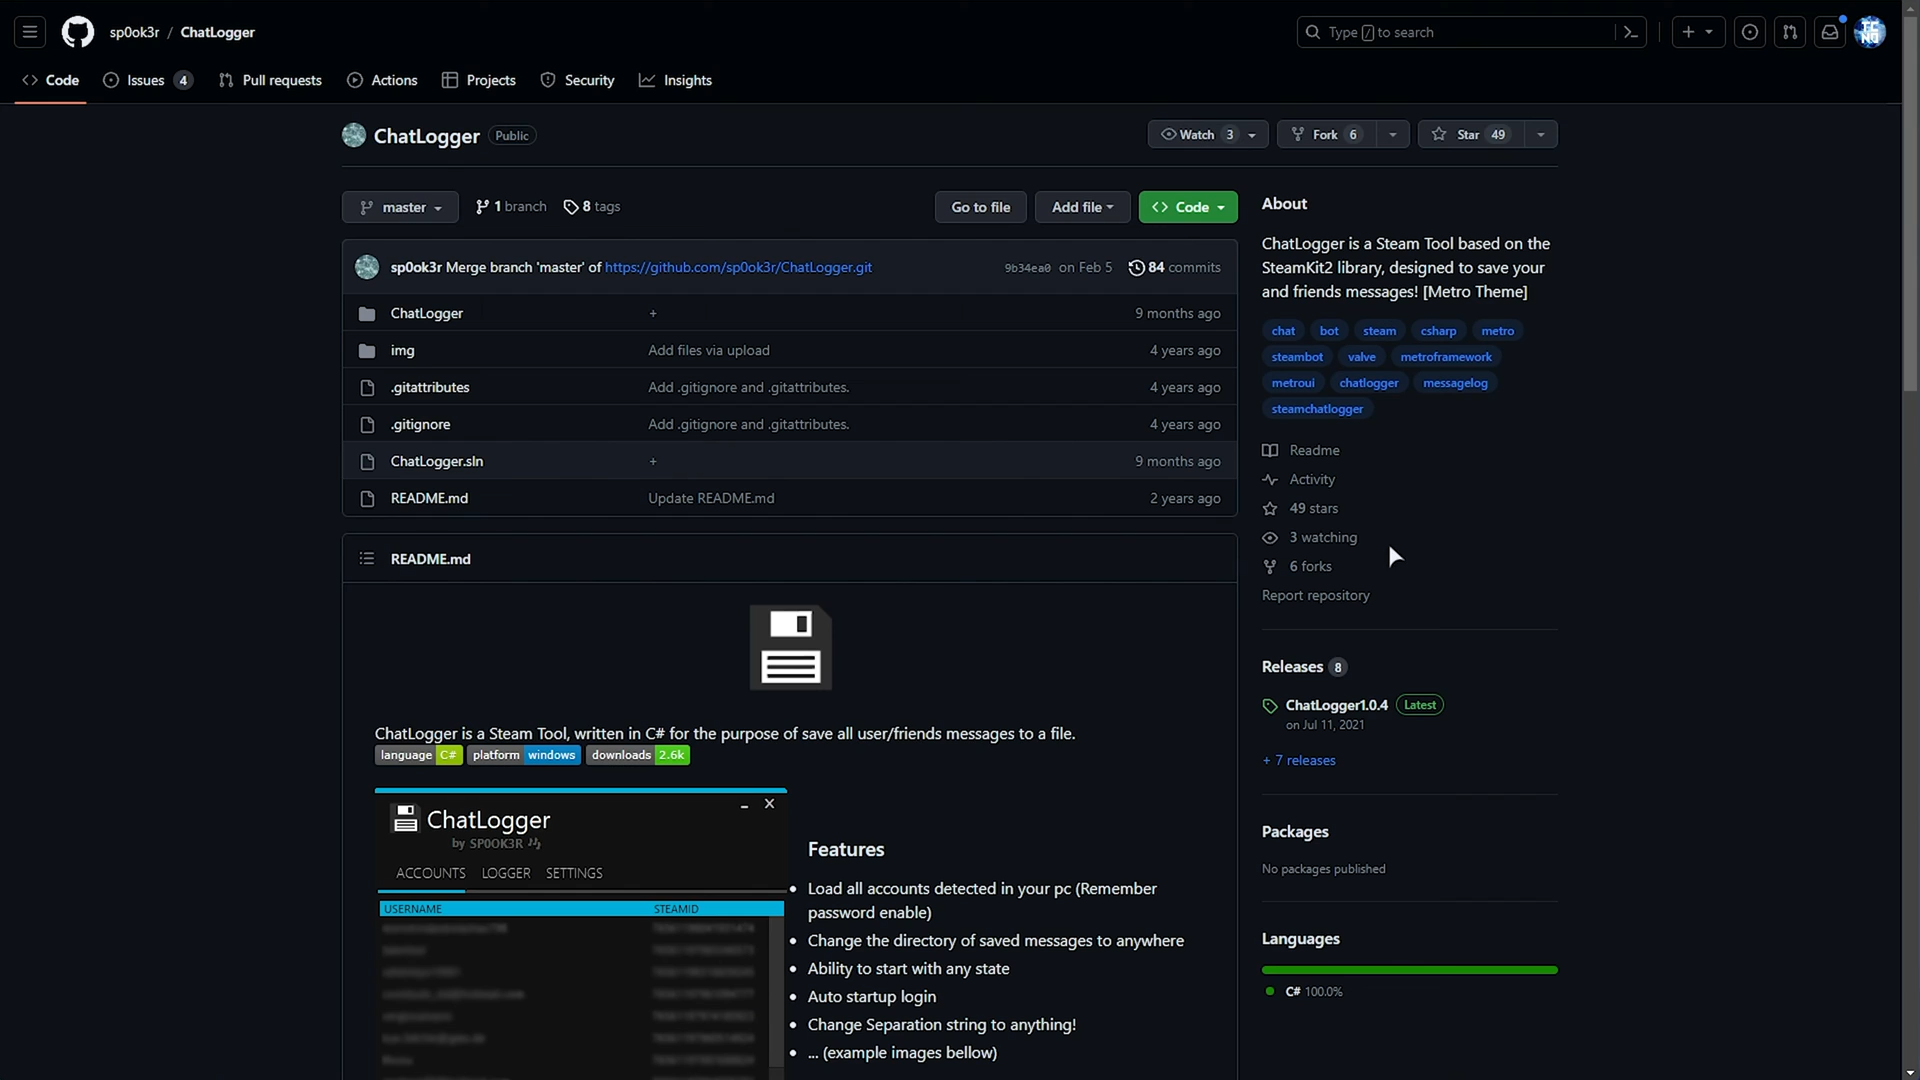 sp0ok3r / ChatLogger
Type / to search
Code
Issues 4
Pull requests
Actions
Projects
Security
Insights
ChatLogger Public
Watch 3
Fork 6
Star 49
master
1 branch
8 tags
Go to file
Add file
Code
sp0ok3r Merge branch 'master' of https://github.com/sp0ok3r/ChatLogger.git
9b34ea0 on Feb 5
84 commits
ChatLogger + 9 months ago
img Add files via upload 4 years ago
.gitattributes Add .gitignore and .gitattributes. 4 years ago
.gitignore Add .gitignore and .gitattributes. 4 years ago
ChatLogger.sln + 9 months ago
README.md Update README.md 2 years ago
README.md
ChatLogger is a Steam Tool, written in C# for the purpose of save all user/friends messages to a file.
language C# platform windows downloads 2.6k
ChatLogger
by SP0OK3R
ACCOUNTS LOGGER SETTINGS
USERNAME STEAMID
Features
Load all accounts detected in your pc (Remember
password enable)
Change the directory of saved messages to anywhere
Ability to start with any state
Auto startup login
Change Separation string to anything!
... (example images bellow)
About
ChatLogger is a Steam Tool based on the
SteamKit2 library, designed to save your
and friends messages! [Metro Theme]
chat bot steam csharp metro
steambot valve metroframework
metroui chatlogger messagelog
steamchatlogger
Readme
Activity
49 stars
3 watching
6 forks
Report repository
Releases 8
ChatLogger1.0.4 Latest
on Jul 11, 2021
+ 7 releases
Packages
No packages published
Languages
C# 100.0%